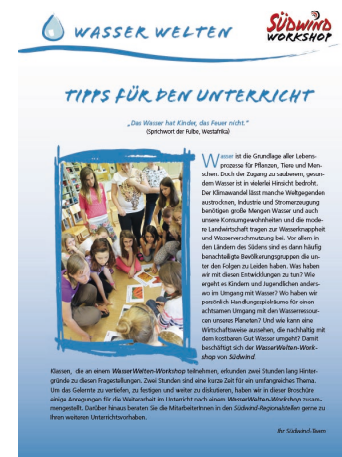 WASSER WELTEN
SÜDWIND
WORKSHOP
TIPPS FÜR DEN UNTERRICHT
„Das Wasser hat Kinder, das Feuer nicht.“
(Sprichwort der Fulbe, Westafrika)
Wasser ist die Grundlage aller Lebens-
prozesse für Pflanzen, Tiere und Men-
schen. Doch der Zugang zu sauberem, gesun-
dem Wasser ist in vielerlei Hinsicht bedroht.
Der Klimawandel lässt manche Weltgegenden
austrocknen, Industrie und Stromerzeugung
benötigen große Mengen Wasser und auch
unsere Konsumgewohnheiten und die mode-
re Landwirtschaft tragen zur Wasserknappheit
und Wasserverschmutzung bei. Vor allem in
den Ländern des Südens sind es dann häufig
benachteiligte Bevölkerungsgruppen die un-
ter den Folgen zu Leiden haben. Was haben
wir mit diesen Entwicklungen zu tun? Wie
ergeht es Kindern und Jugendlichen anders-
wo im Umgang mit Wasser? Wo haben wir
persönlich Handlungsspielräume für einen
achtsamen Umgang mit den Wasserressour-
cen unseres Planeten? Und wie kann eine
Wirtschaftsweise aussehen, die nachhaltig mit
dem kostbaren Gut Wasser umgeht? Damit
beschäftigt sich der WasserWelten-Work-
shop von Südwind.
Klassen, die an einem WasserWelten-Workshop teilnehmen, erkunden zwei Stunden lang Hinter-
gründe zu diesen Fragestellungen. Zwei Stunden sind eine kurze Zeit für ein umfangreiches Thema.
Um das Gelernte zu vertiefen, zu festigen und weiter zu entwickeln, haben wir in dieser Broschüre
einige Anregungen für die Weiterarbeit im Unterricht nach einem WasserWelten-Workshop zusam-
mengestellt. Darüber hinaus beraten Sie die MitarbeiterInnen in den Südwind-Regionalstellen gerne zu
Ihren weiteren Unterrichtsvorhaben.
Ihr Südwind-Team